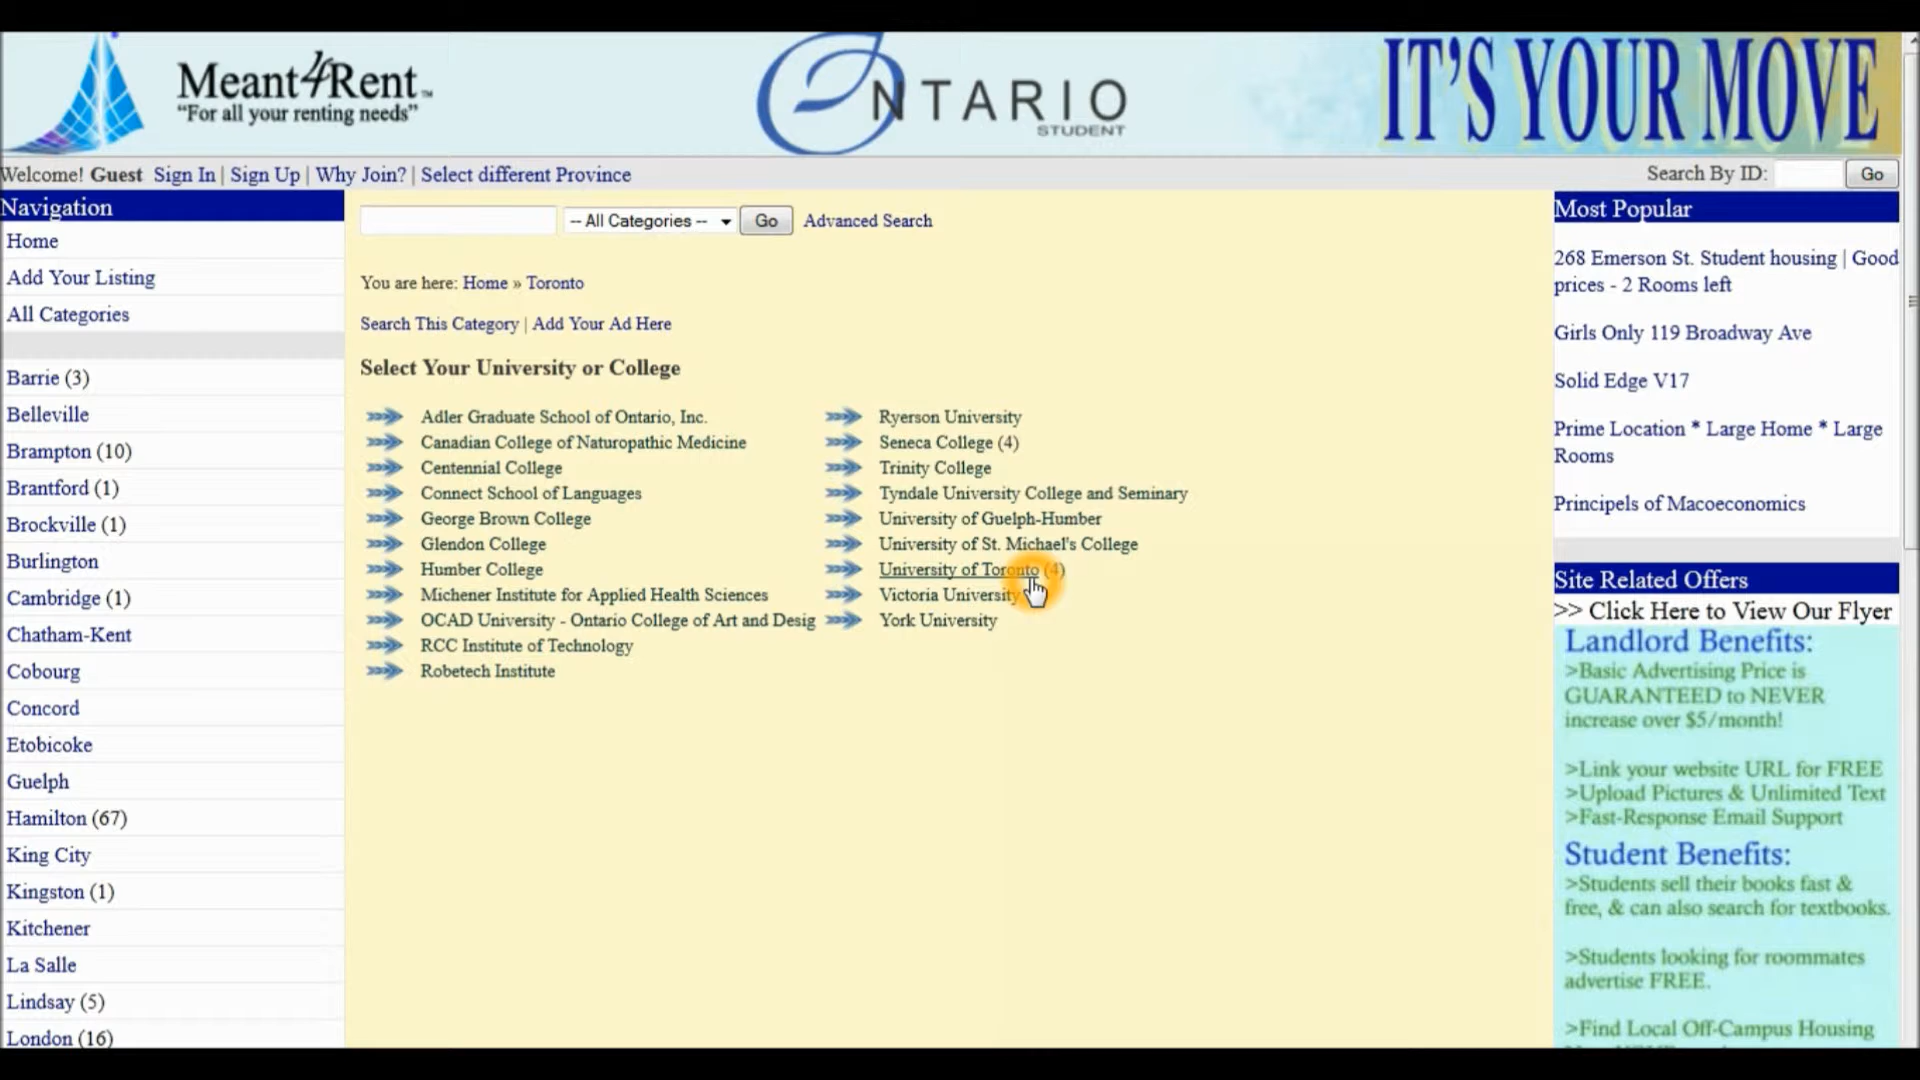 Meant4Rent™
"For all your renting needs"
ONTARIO
STUDENT
IT'S YOUR MOVE
Welcome! Guest Sign In | Sign Up | Why Join? | Select different Province
Search By ID: Go
Navigation
Home
Add Your Listing
All Categories
Barrie (3)
Belleville
Brampton (10)
Brantford (1)
Brockville (1)
Burlington
Cambridge (1)
Chatham-Kent
Cobourg
Concord
Etobicoke
Guelph
Hamilton (67)
King City
Kingston (1)
Kitchener
La Salle
Lindsay (5)
London (16)
-- All Categories -- Go Advanced Search
You are here: Home » Toronto
Search This Category | Add Your Ad Here
Select Your University or College
Adler Graduate School of Ontario, Inc.
Canadian College of Naturopathic Medicine
Centennial College
Connect School of Languages
George Brown College
Glendon College
Humber College
Michener Institute for Applied Health Sciences
OCAD University - Ontario College of Art and Desig
RCC Institute of Technology
Robetech Institute
Ryerson University
Seneca College (4)
Trinity College
Tyndale University College and Seminary
University of Guelph-Humber
University of St. Michael's College
University of Toronto (4)
Victoria University
York University
Most Popular
268 Emerson St. Student housing | Good
prices - 2 Rooms left
Girls Only 119 Broadway Ave
Solid Edge V17
Prime Location * Large Home * Large
Rooms
Principels of Macoeconomics
Site Related Offers
>> Click Here to View Our Flyer
Landlord Benefits:
>Basic Advertising Price is
GUARANTEED to NEVER
increase over $5/month!
>Link your website URL for FREE
>Upload Pictures & Unlimited Text
>Fast-Response Email Support
Student Benefits:
>Students sell their books fast &
free, & can also search for textbooks.
>Students looking for roommates
advertise FREE.
>Find Local Off-Campus Housing